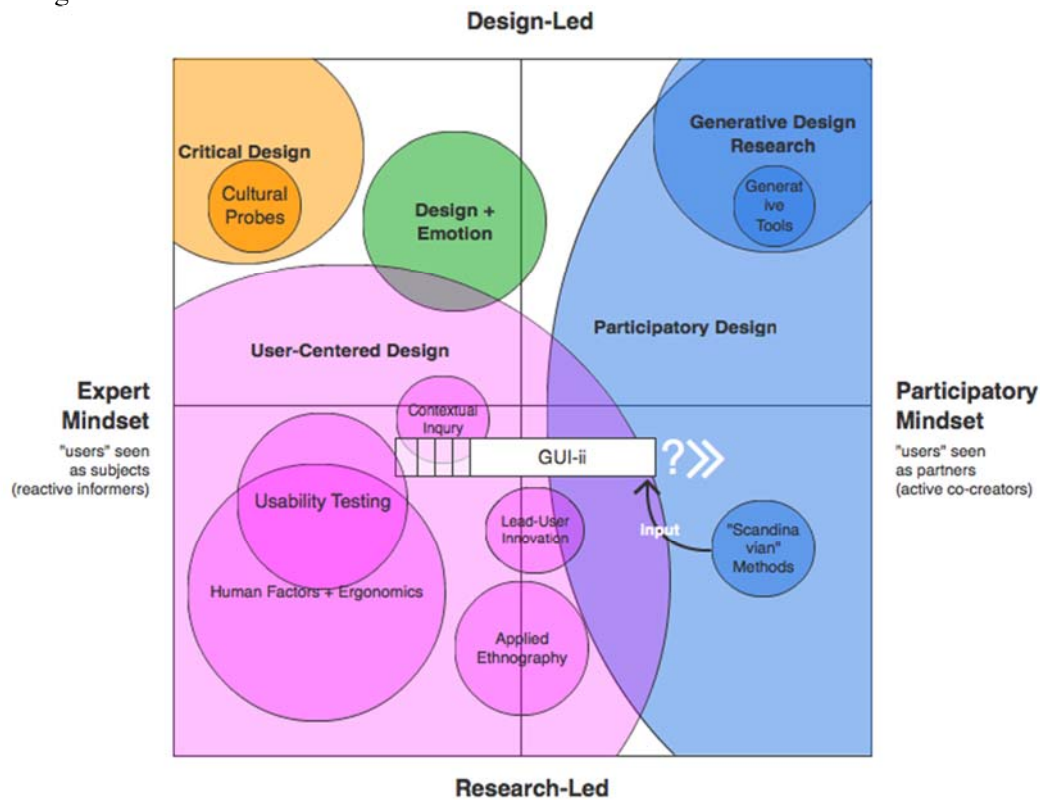 Design-Led
Critical Design
Cultural
Probes
Design +
Emotion
Generative Design
Research
Generat
ive
Tools
Participatory Design
User-Centered Design
Expert
Mindset
"users" seen
as subjects
(reactive informers)
Participatory
Mindset
"users" seen
as partners
(active co-creators)
Contextual
Inqury
GUI-ii
?
Usability Testing
Lead-User
Innovation
Input
"Scandina
vian"
Methods
Human Factors + Ergonomics
Applied
Ethnography
Research-Led